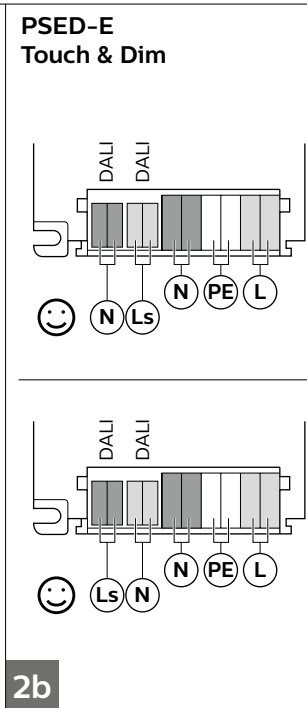 PSED-E
Touch & Dim
DALI DALI
N Ls N PE L
DALI DALI
Ls N N PE L
2b